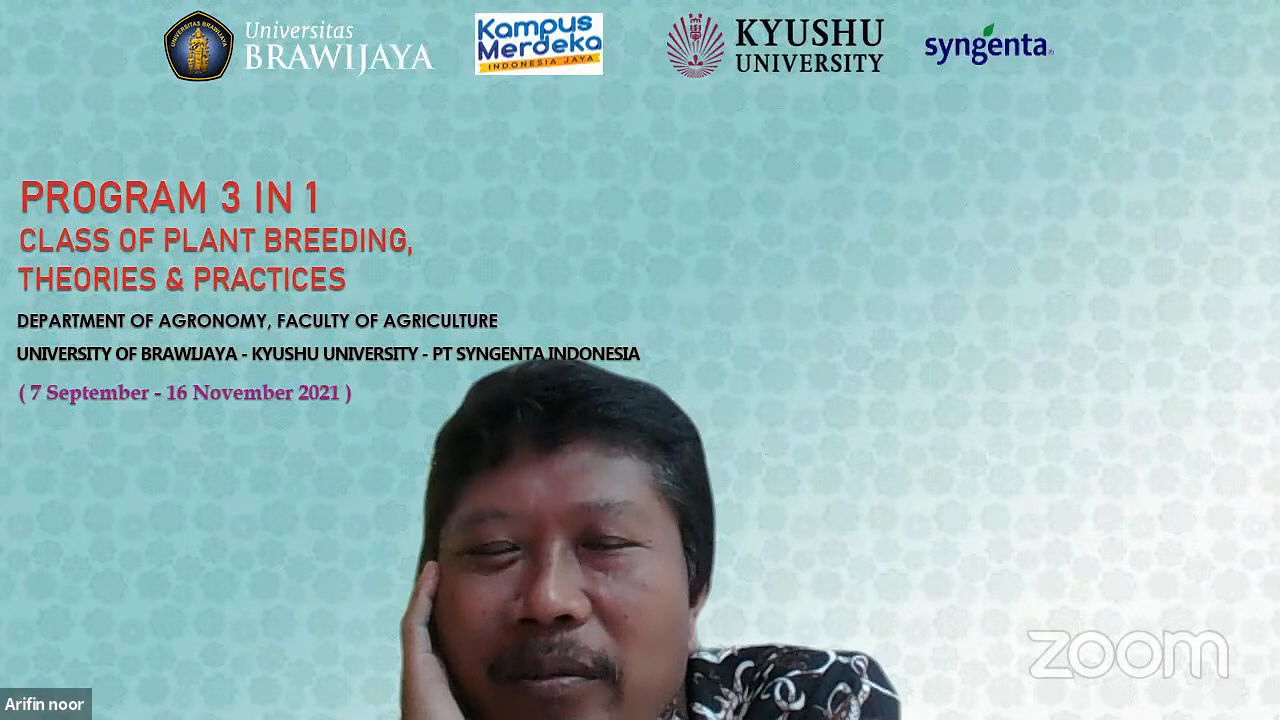 Universitas
BRAWIJAYA
UNIVERSITAS BRAWIJAYA
Kampus
Merdeka
INDONESIA JAYA
KYUSHU
UNIVERSITY
syngenta
PROGRAM 3 IN 1
CLASS OF PLANT BREEDING,
THEORIES & PRACTICES
DEPARTMENT OF AGRONOMY, FACULTY OF AGRICULTURE
UNIVERSITY OF BRAWIJAYA - KYUSHU UNIVERSITY - PT SYNGENTA INDONESIA
( 7 September - 16 November 2021 )
zoom
Arifin noor